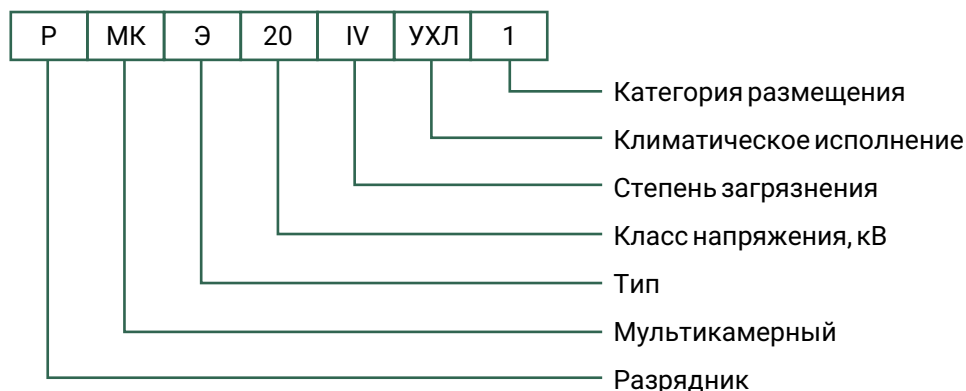 Р МК Э 20 IV УХЛ 1
Категория размещения
Климатическое исполнение
Степень загрязнения
Класс напряжения, кВ
Тип
Мультикамерный
Разрядник